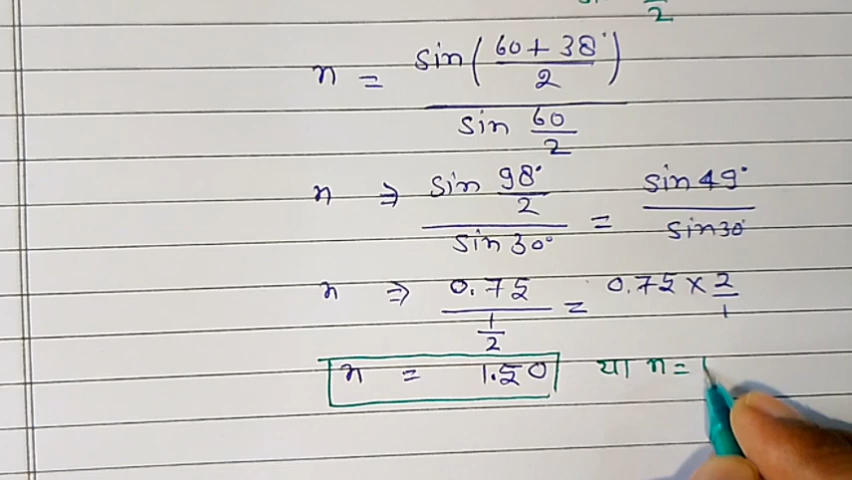 n = sin(60+38°/2) / sin 60/2
n ⇒ sin 98°/2 / sin 30° = sin 49° / sin 30°
n ⇒ 0.75 / 1/2 = 0.75 × 2/1
n = 1.50 या n =